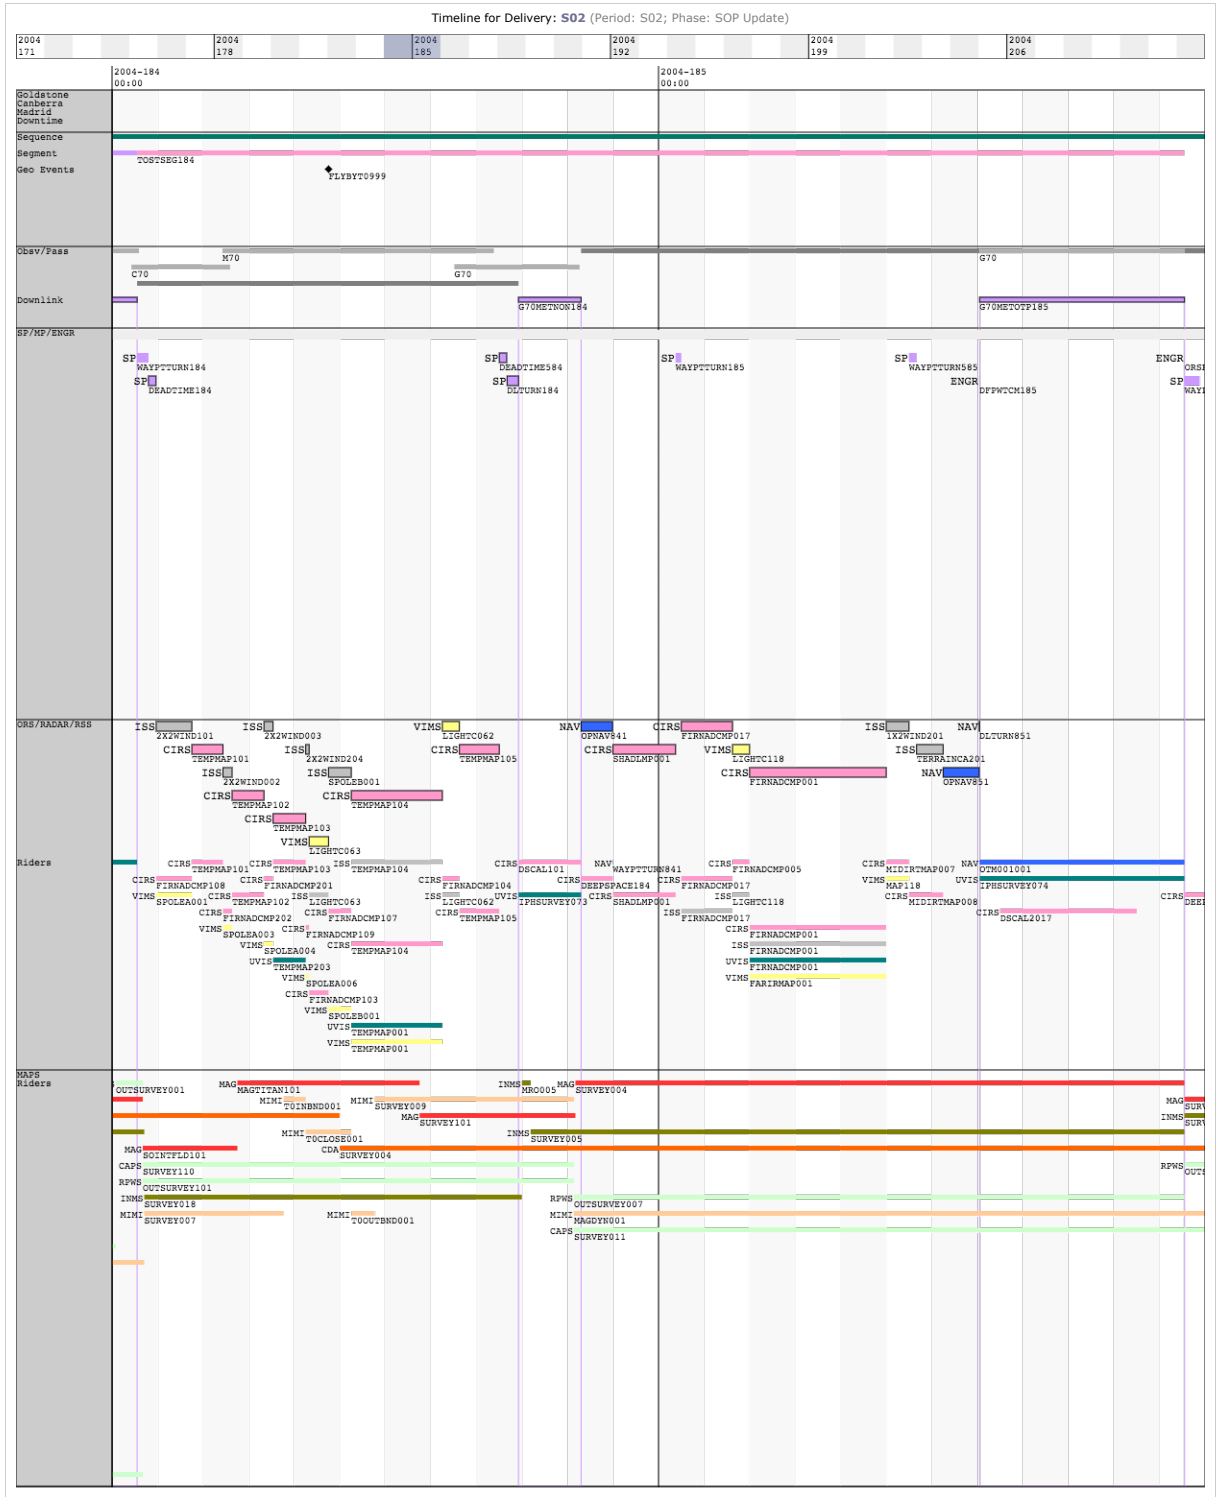 Timeline for Delivery: S02 (Period: S02; Phase: SOP Update)
2004 2004 2004 2004 2004 2004
171 178 185 192 199 206
2004-184 2004-185
00:00 00:00
Goldstone
Canberra
Madrid
Downtime
Sequence
Segment
TOSTSEG184
Geo Events
FLYBYT0999
Obsv/Pass
M70 G70
C70 G70
Downlink
G70METNON184 G70METOTP185
SP/MP/ENGR
SP SP SP SP ENGR
WAYPTTURN184 DEADTIME584 WAYPTTURN185 WAYPTTURN585 ORS
SP SP ENGR SP
DEADTIME184 DLTURN184 DFPWTCM185 WAY
ORS/RADAR/RSS
ISS ISS VIMS NAV CIRS ISS NAV
2X2WIND101 2X2WIND003 LIGHTC062 OPNAV841 FIRNADCMP017 1X2WIND201 DLTURN851
CIRS ISS CIRS CIRS VIMS ISS
TEMPMAP101 2X2WIND204 TEMPMAP105 SHADLMP001 LIGHTC118 TERRAINCA201
ISS ISS CIRS NAV
2X2WIND002 SPOLEB001 FIRNADCMP001 OPNAV851
CIRS CIRS
TEMPMAP102 TEMPMAP104
CIRS
TEMPMAP103
VIMS
LIGHTC063
Riders
CIRS CIRS ISS CIRS NAV CIRS CIRS NAV
TEMPMAP101 TEMPMAP103 TEMPMAP104 DSCAL101 WAYPTTURN841 FIRNADCMP005 MIDIRTMAP007 OTM001001
CIRS CIRS CIRS CIRS CIRS VIMS UVIS
FIRNADCMP108 FIRNADCMP201 FIRNADCMP104 DEEPSPACE184 FIRNADCMP017 MAP118 IPHSURVEY074
VIMS CIRS ISS ISS UVIS CIRS ISS CIRS CIRS
SPOLEA001 TEMPMAP102 LIGHTC063 LIGHTC062 IPHSURVEY073 SHADLMP001 LIGHTC118 MIDIRTMAP008 DEE
CIRS CIRS CIRS ISS CIRS
FIRNADCMP202 FIRNADCMP107 TEMPMAP105 FIRNADCMP017 DSCAL2017
VIMS CIRS CIRS
SPOLEA003 FIRNADCMP109 FIRNADCMP001
VIMS CIRS ISS
SPOLEA004 TEMPMAP104 FIRNADCMP001
UVIS UVIS
TEMPMAP203 FIRNADCMP001
VIMS VIMS
SPOLEA006 FARIRMAP001
CIRS
FIRNADCMP103
VIMS
SPOLEB001
UVIS
TEMPMAP001
VIMS
TEMPMAP001
MAPS
Riders
MAG INMS MAG
OUTSURVEY001 MAGTITAN101 MRO005 SURVEY004
MIMI MIMI MAG
T0INBND001 SURVEY009 SUR
MAG INMS
SURVEY101 SUR
MIMI INMS
T0CLOSE001 SURVEY005
MAG CDA
SOINTFLD101 SURVEY004
CAPS RPWS
SURVEY110 OUT
RPWS
OUTSURVEY101
INMS RPWS
SURVEY018 OUTSURVEY007
MIMI MIMI MIMI
SURVEY007 T0OUTBND001 MAGDYN001
CAPS
SURVEY011